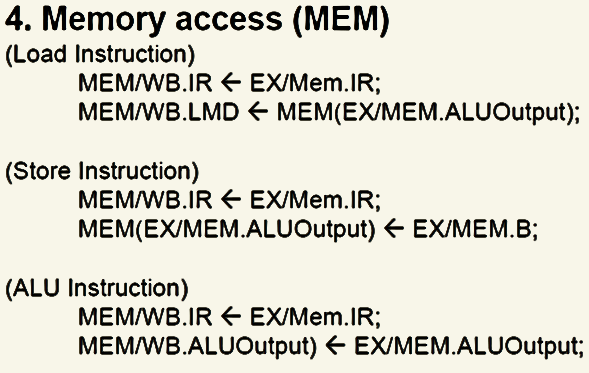 4. Memory access (MEM)
(Load Instruction)
MEM/WB.IR ← EX/Mem.IR;
MEM/WB.LMD ← MEM(EX/MEM.ALUOutput);
(Store Instruction)
MEM/WB.IR ← EX/Mem.IR;
MEM(EX/MEM.ALUOutput) ← EX/MEM.B;
(ALU Instruction)
MEM/WB.IR ← EX/Mem.IR;
MEM/WB.ALUOutput) ← EX/MEM.ALUOutput;